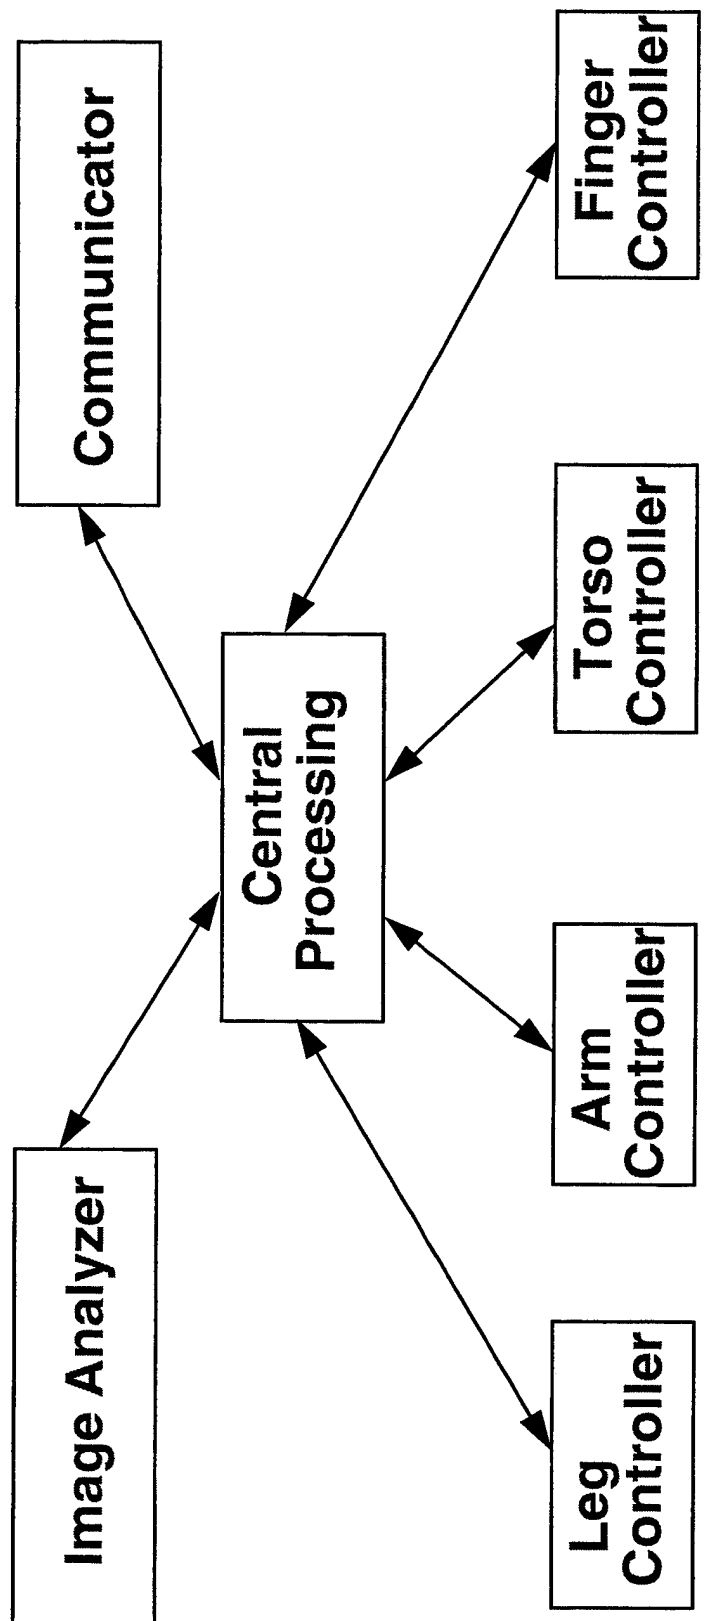 Image Analyzer
Communicator
Central
Processing
Leg
Controller
Arm
Controller
Torso
Controller
Finger
Controller